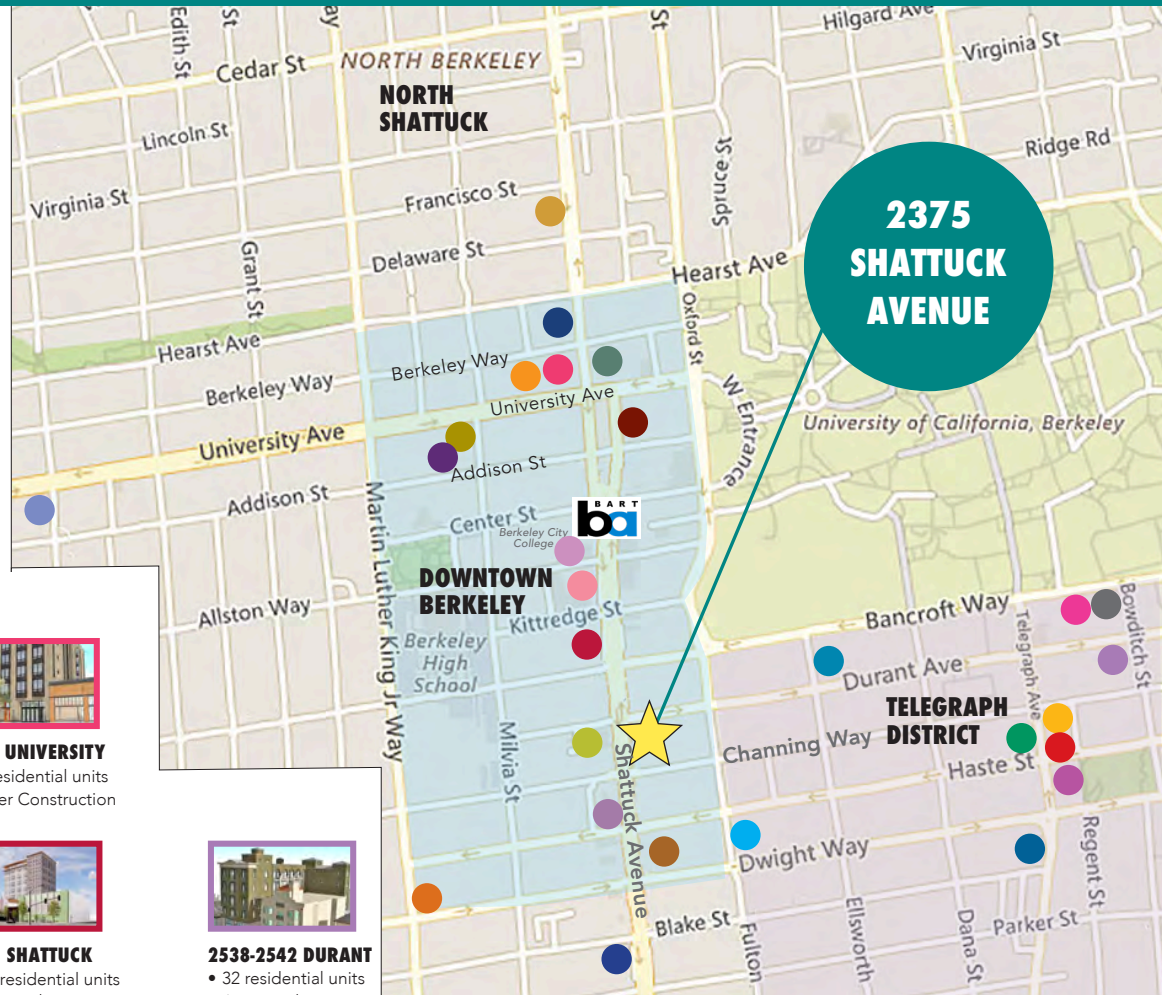 Edith St
St
ay
St
Hilgard Ave
Virginia St
Cedar St
NORTH BERKELEY
NORTH
SHATTUCK
Lincoln St
Spruce St
Ridge Rd
Virginia St
Francisco St
2375
SHATTUCK
AVENUE
Grant St
Delaware St
Hearst Ave
Oxford St
Hearst Ave
Berkeley Way
Berkeley Way
University Ave
W Entrance
University of California, Berkeley
University Ave
Addison St
Addison St
Martin Luther King Jr Way
BART
ba
Center St
Berkeley City
College
DOWNTOWN
BERKELEY
Allston Way
Kittredge St
Bancroft Way
Telegraph Ave
Bowditch St
Berkeley
High
School
Durant Ave
TELEGRAPH
DISTRICT
Milvia St
Shattuck Avenue
Channing Way
Haste St
UNIVERSITY
esidential units
er Construction
Dwight Way
Regent St
Blake St
Fulton
Ellsworth
Dana St
Parker St
SHATTUCK
residential units
2538-2542 DURANT
• 32 residential units